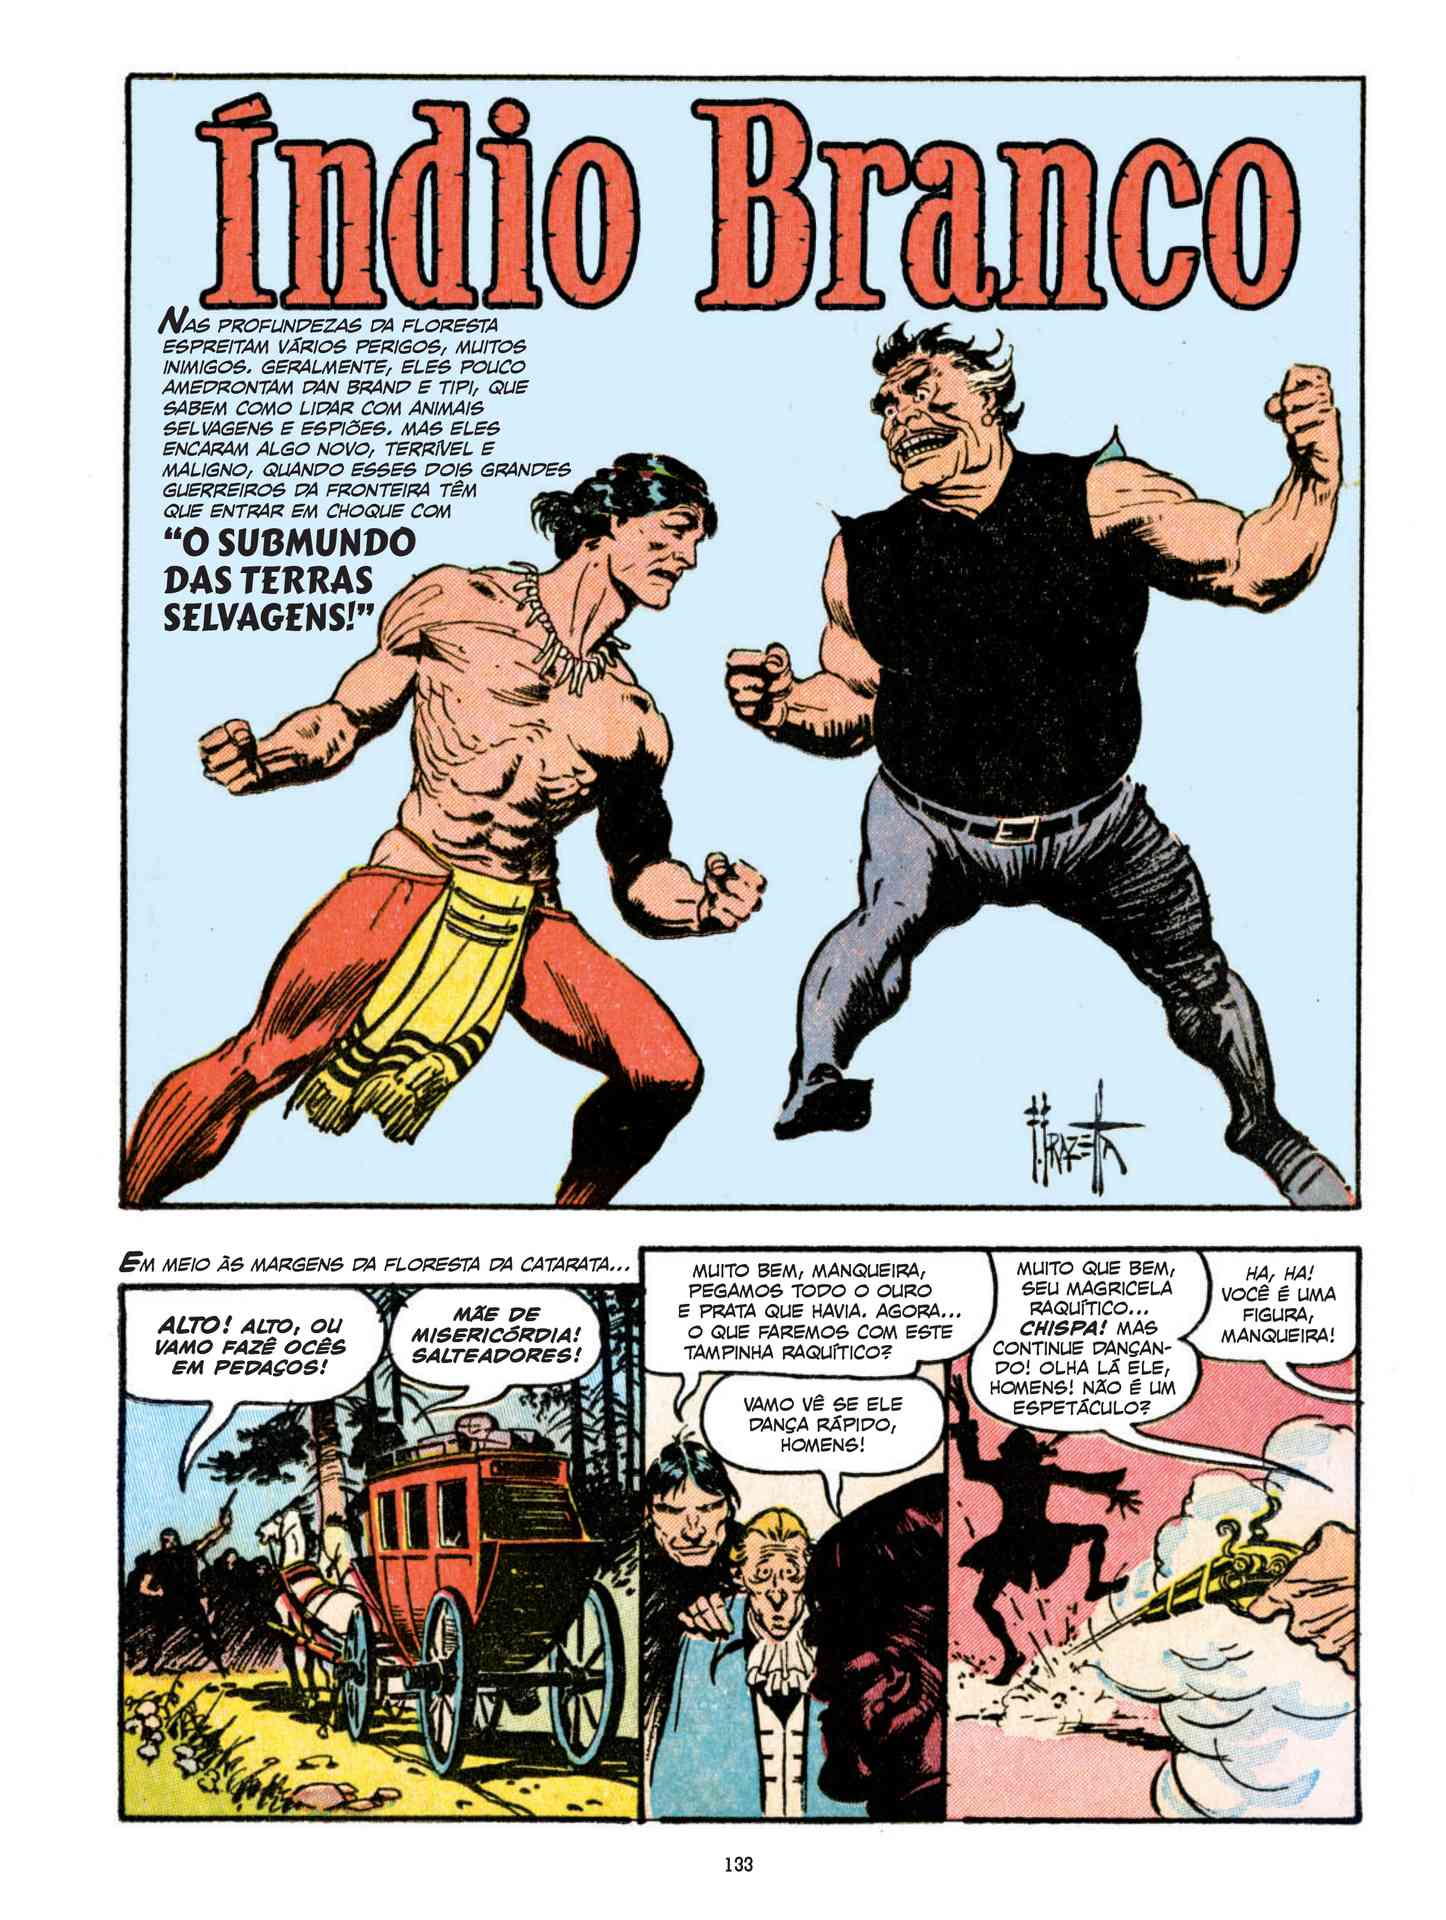 Índio Branco
NAS PROFUNDEZAS DA FLORESTA
ESPREITAM VÁRIOS PERIGOS, MUITOS
INIMIGOS. GERALMENTE, ELES POUCO
AMEDRONTAM DAN BRAND E TIPI, QUE
SABEM COMO LIDAR COM ANIMAIS
SELVAGENS E ESPIÕES. MAS ELES
ENCARAM ALGO NOVO, TERRÍVEL E
MALIGNO, QUANDO ESSES DOIS GRANDES
GUERREIROS DA FRONTEIRA TÊM
QUE ENTRAR EM CHOQUE COM
“O SUBMUNDO
DAS TERRAS
SELVAGENS!”
FRAZETTA
EM MEIO ÀS MARGENS DA FLORESTA DA CATARATA...
ALTO! ALTO, OU
VAMO FAZÊ OCÊS
EM PEDAÇOS!
MÃE DE
MISERICÓRDIA!
SALTEADORES!
MUITO BEM, MANQUEIRA,
PEGAMOS TODO O OURO
E PRATA QUE HAVIA. AGORA...
O QUE FAREMOS COM ESTE
TAMPINHA RAQUÍTICO?
VAMO VÊ SE ELE
DANÇA RÁPIDO,
HOMENS!
MUITO QUE BEM,
SEU MAGRICELA
RAQUÍTICO...
CHISPA! MAS
CONTINUE DANÇAN-
DO! OLHA LÁ ELE,
HOMENS! NÃO É UM
ESPETÁCULO?
HA, HA!
VOCÊ É UMA
FIGURA,
MANQUEIRA!
133